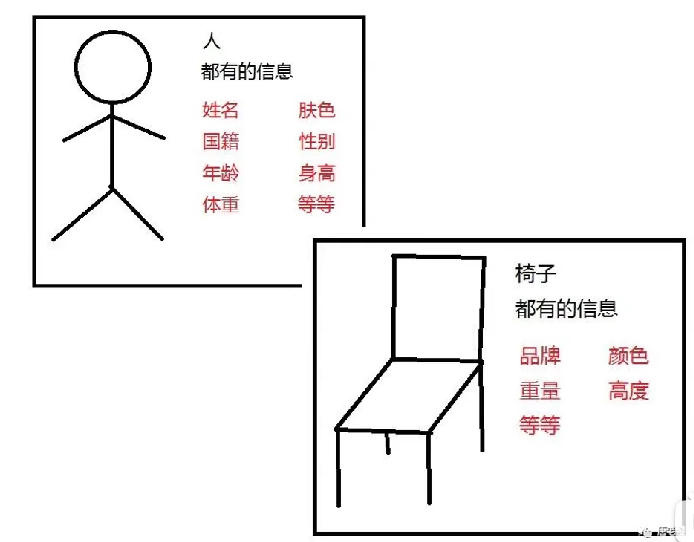 人
都有的信息
姓名 肤色
国籍 性别
年龄 身高
体重 等等
椅子
都有的信息
品牌 颜色
重量 高度
等等